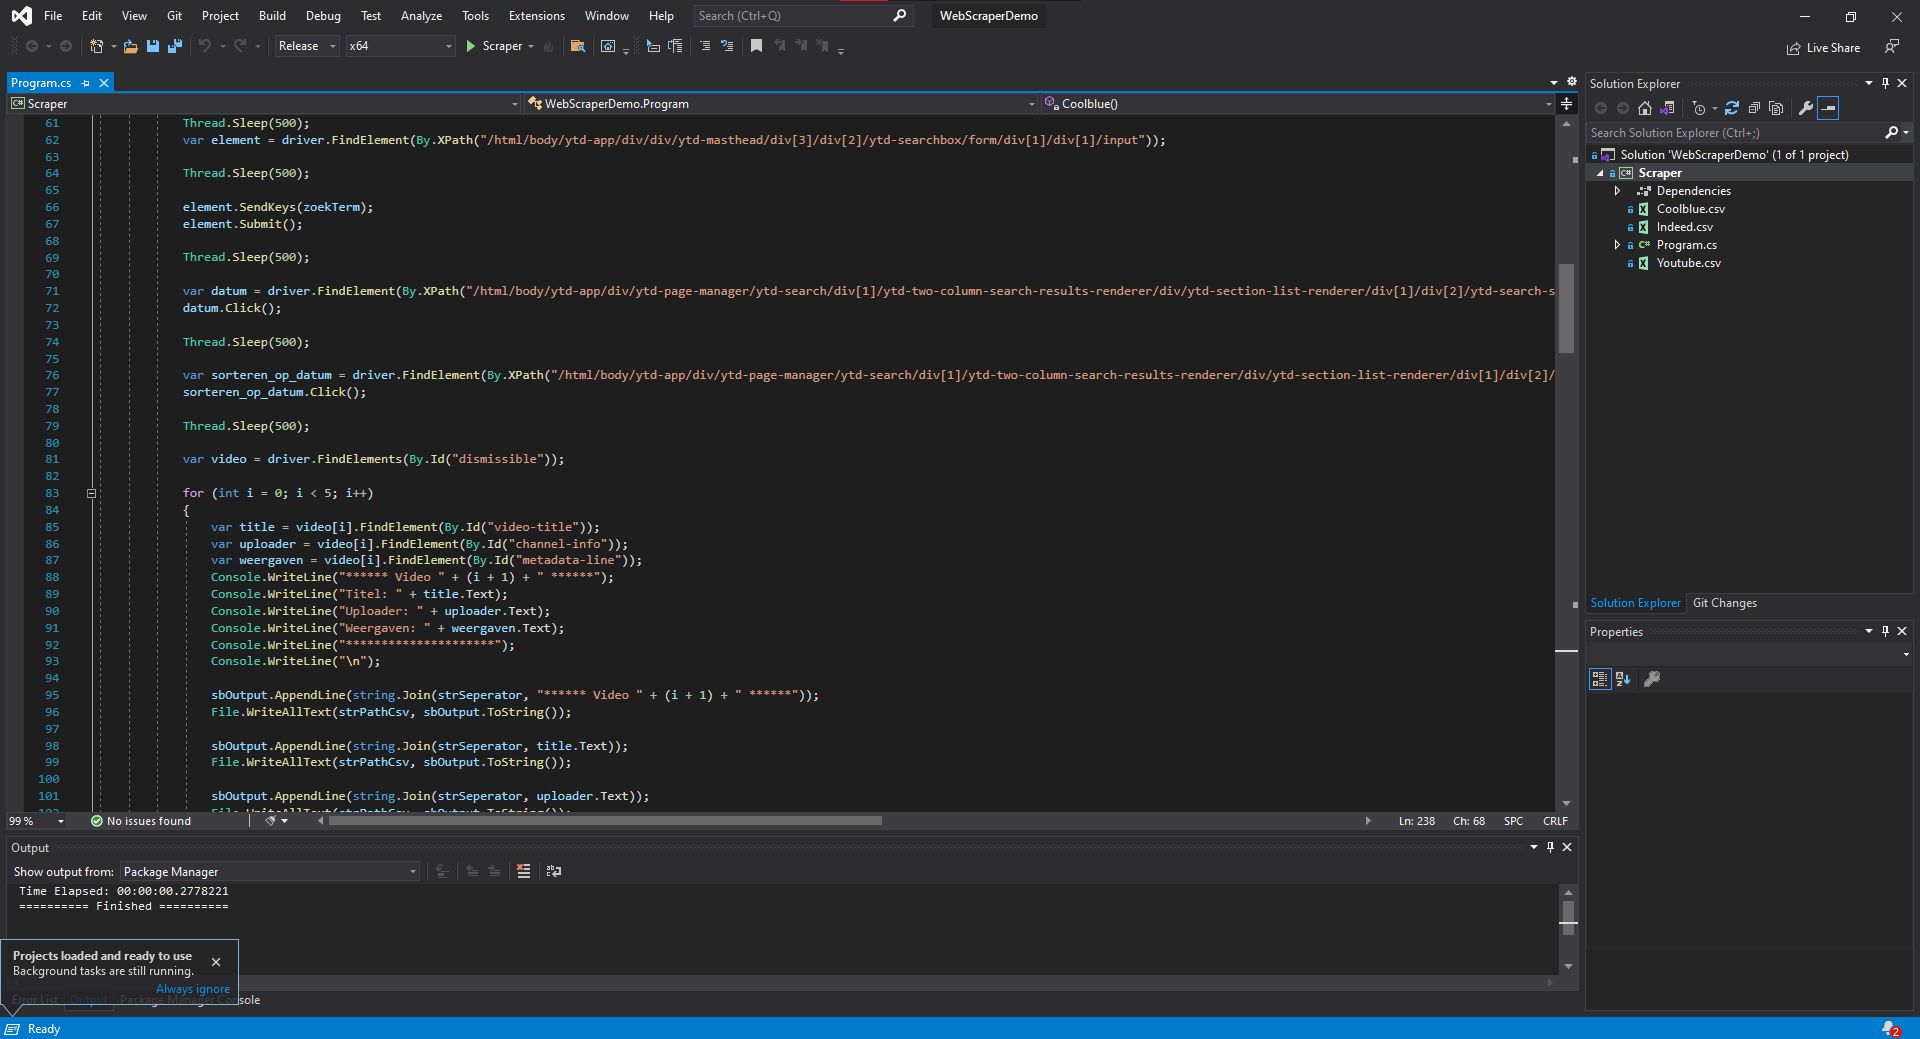 File Edit View Git Project Build Debug Test Analyze Tools Extensions Window Help Search (Ctrl+Q) WebScraperDemo
Release x64 Scraper Live Share
Program.cs
Scraper WebScraperDemo.Program Coolblue()
61 Thread.Sleep(500);
62 var element = driver.FindElement(By.XPath("/html/body/ytd-app/div/div/ytd-masthead/div[3]/div[2]/ytd-searchbox/form/div[1]/div[1]/input"));
63
64 Thread.Sleep(500);
65
66 element.SendKeys(zoekTerm);
67 element.Submit();
68
69 Thread.Sleep(500);
70
71 var datum = driver.FindElement(By.XPath("/html/body/ytd-app/div/ytd-page-manager/ytd-search/div[1]/ytd-two-column-search-results-renderer/div/ytd-section-list-renderer/div[1]/div[2]/ytd-search-s
72 datum.Click();
73
74 Thread.Sleep(500);
75
76 var sorteren_op_datum = driver.FindElement(By.XPath("/html/body/ytd-app/div/ytd-page-manager/ytd-search/div[1]/ytd-two-column-search-results-renderer/div/ytd-section-list-renderer/div[1]/div[2]/
77 sorteren_op_datum.Click();
78
79 Thread.Sleep(500);
80
81 var video = driver.FindElements(By.Id("dismissible"));
82
83 for (int i = 0; i < 5; i++)
84 {
85 var title = video[i].FindElement(By.Id("video-title"));
86 var uploader = video[i].FindElement(By.Id("channel-info"));
87 var weergaven = video[i].FindElement(By.Id("metadata-line"));
88 Console.WriteLine("****** Video " + (i + 1) + " ******");
89 Console.WriteLine("Titel: " + title.Text);
90 Console.WriteLine("Uploader: " + uploader.Text);
91 Console.WriteLine("Weergaven: " + weergaven.Text);
92 Console.WriteLine("*********************");
93 Console.WriteLine("\n");
94
95 sbOutput.AppendLine(string.Join(strSeperator, "****** Video " + (i + 1) + " ******"));
96 File.WriteAllText(strPathCsv, sbOutput.ToString());
97
98 sbOutput.AppendLine(string.Join(strSeperator, title.Text));
99 File.WriteAllText(strPathCsv, sbOutput.ToString());
100
101 sbOutput.AppendLine(string.Join(strSeperator, uploader.Text));
102 File.WriteAllText(strPathCsv, sbOutput.ToString());
99 % No issues found Ln: 238 Ch: 68 SPC CRLF
Output
Show output from: Package Manager
Time Elapsed: 00:00:00.2778221
========== Finished ==========
Projects loaded and ready to use
Background tasks are still running.
Always ignore
Error List Output Package Manager Console
Ready 2
Solution Explorer
Search Solution Explorer (Ctrl+;)
Solution 'WebScraperDemo' (1 of 1 project)
Scraper
Dependencies
Coolblue.csv
Indeed.csv
Program.cs
Youtube.csv
Solution Explorer Git Changes
Properties